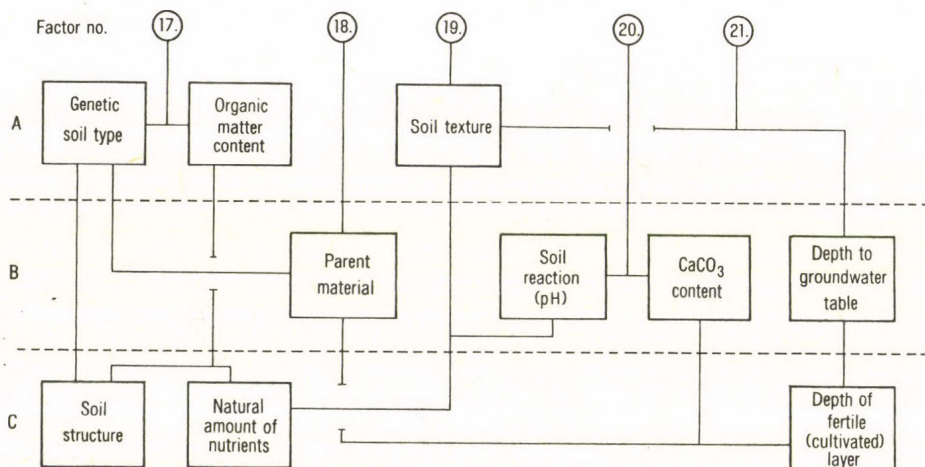 Factor no. 17. 18. 19. 20. 21.
A
Genetic
soil type
Organic
matter
content
Soil texture
B
Parent
material
Soil
reaction
(pH)
CaCO₃
content
Depth to
groundwater
table
C
Soil
structure
Natural
amount of
nutrients
Depth of
fertile
(cultivated)
layer